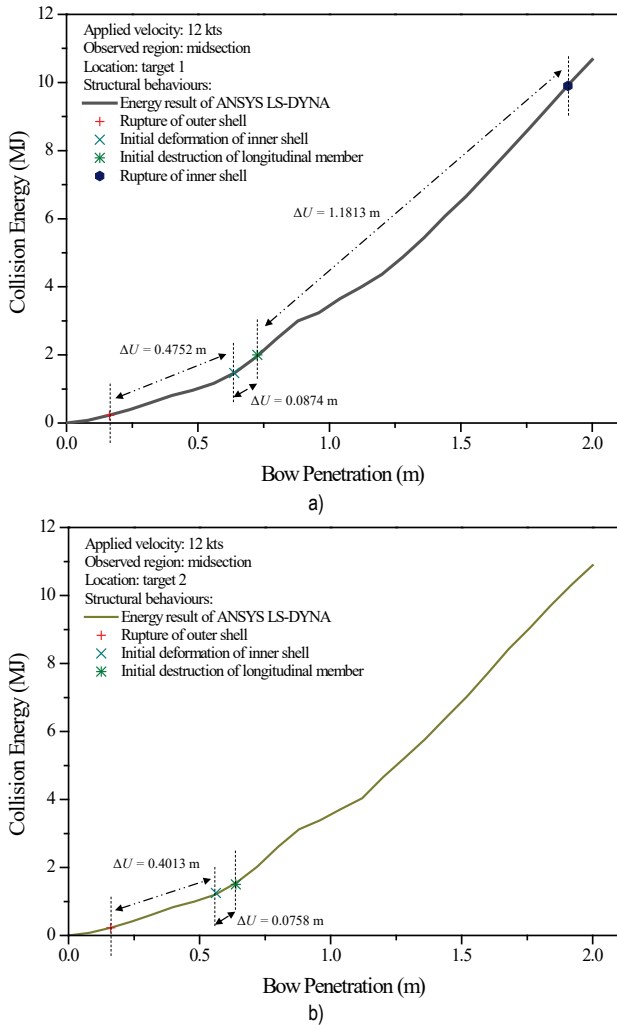 12
Applied velocity: 12 kts
Observed region: midsection
Location: target 1
Structural behaviours:
Energy result of ANSYS LS-DYNA
Rupture of outer shell
Initial deformation of inner shell
Initial destruction of longitudinal member
Rupture of inner shell
10
8
6
4
2
0
Collision Energy (MJ)
ΔU = 1.1813 m
ΔU = 0.4752 m
ΔU = 0.0874 m
0.0 0.5 1.0 1.5 2.0
Bow Penetration (m)
a)
12
Applied velocity: 12 kts
Observed region: midsection
Location: target 2
Structural behaviours:
Energy result of ANSYS LS-DYNA
Rupture of outer shell
Initial deformation of inner shell
Initial destruction of longitudinal member
10
8
6
4
2
0
Collision Energy (MJ)
ΔU = 0.4013 m
ΔU = 0.0758 m
0.0 0.5 1.0 1.5 2.0
Bow Penetration (m)
b)